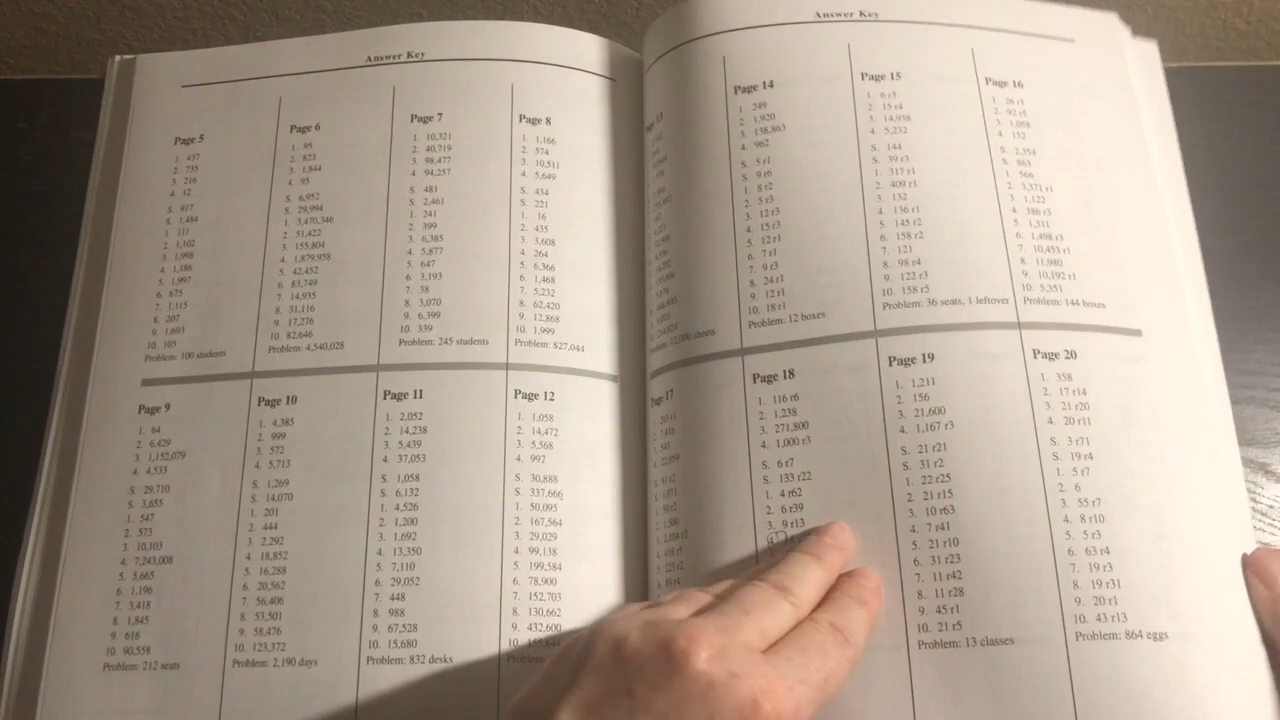 Answer Key
Page 5
1. 437
2. 735
3. 216
4. 12
S. 917
S. 1,484
1. 111
2. 1,102
3. 1,998
4. 1,186
5. 1,997
6. 675
7. 1,115
8. 207
9. 1,693
10. 105
Problem: 100 students
Page 6
1. 95
2. 823
3. 1,844
4. 95
S. 6,952
S. 29,994
1. 3,470,346
2. 51,422
3. 155,804
4. 1,879,958
5. 42,452
6. 83,749
7. 14,935
8. 31,116
9. 17,276
10. 82,646
Problem: 4,540,028
Page 7
1. 10,321
2. 40,719
3. 98,477
4. 94,257
S. 481
S. 2,461
1. 241
2. 399
3. 6,385
4. 5,877
5. 647
6. 3,193
7. 38
8. 3,070
9. 6,399
10. 339
Problem: 245 students
Page 8
1. 1,166
2. 574
3. 10,511
4. 5,649
S. 434
S. 221
1. 16
2. 435
3. 3,608
4. 264
5. 6,366
6. 1,468
7. 5,232
8. 62,420
9. 12,868
10. 1,999
Problem: $27,044
Page 9
1. 64
2. 6,429
3. 1,152,079
4. 4,533
S. 29,710
S. 3,655
1. 547
2. 573
3. 10,103
4. 7,243,008
5. 5,665
6. 1,196
7. 3,418
8. 1,845
9. 616
10. 90,558
Problem: 212 seats
Page 10
1. 4,385
2. 999
3. 572
4. 5,713
S. 1,269
S. 14,070
1. 201
2. 444
3. 2,292
4. 18,852
5. 16,288
6. 20,562
7. 56,406
8. 53,501
9. 58,476
10. 123,372
Problem: 2,190 days
Page 11
1. 2,052
2. 14,238
3. 5,439
4. 37,053
S. 1,058
S. 6,132
1. 4,526
2. 1,200
3. 1,692
4. 13,350
5. 7,110
6. 29,052
7. 448
8. 988
9. 67,528
10. 15,680
Problem: 832 desks
Page 12
1. 1,058
2. 14,472
3. 5,568
4. 992
S. 30,888
S. 337,666
1. 50,095
2. 167,564
3. 29,029
4. 99,138
5. 199,584
6. 78,900
7. 152,703
8. 130,662
9. 432,600
10.
Problem:
Answer Key
12,000 sheets
Page 14
1. 249
2. 1,920
3. 138,863
4. 962
S. 5 r1
S. 9 r6
1. 8 r2
2. 5 r3
3. 12 r3
4. 15 r3
5. 12 r1
6. 7 r1
7. 9 r3
8. 24 r1
9. 12 r1
10. 18 r1
Problem: 12 boxes
Page 15
1. 6 r3
2. 15 r4
3. 14,938
4. 5,232
S. 144
S. 39 r3
1. 317 r1
2. 409 r1
3. 132
4. 136 r1
5. 145 r2
6. 158 r2
7. 121
8. 98 r4
9. 122 r3
10. 158 r5
Problem: 36 seats, 1 leftover
Page 16
1. 26 r1
2. 92 r5
3. 1,058
4. 152
S. 2,354
S. 863
1. 566
2. 3,371 r1
3. 1,122
4. 386 r3
5. 1,311
6. 1,498 r3
7. 10,453 r1
8. 11,980
9. 10,192 r1
10. 5,351
Problem: 144 boxes
Page 17
Page 18
1. 116 r6
2. 1,238
3. 271,800
4. 1,000 r3
S. 6 r7
S. 133 r22
1. 4 r62
2. 6 r39
3. 9 r13
4.
Page 19
1. 1,211
2. 156
3. 21,600
4. 1,167 r3
S. 21 r21
S. 31 r2
1. 22 r25
2. 21 r15
3. 10 r63
4. 7 r41
5. 21 r10
6. 31 r23
7. 11 r42
8. 11 r28
9. 45 r1
10. 21 r5
Problem: 13 classes
Page 20
1. 358
2. 17 r14
3. 21 r20
4. 20 r11
S. 3 r71
S. 19 r4
1. 5 r7
2. 6
3. 55 r7
4. 8 r10
5. 5 r3
6. 63 r4
7. 19 r3
8. 19 r31
9. 20 r1
10. 43 r13
Problem: 864 eggs